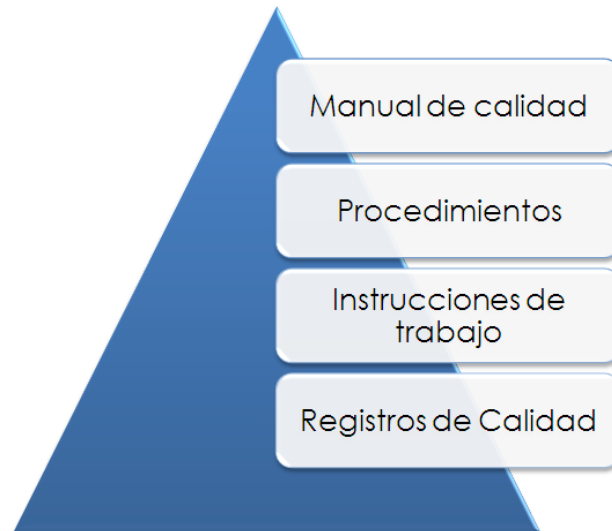 Manual de calidad
Procedimientos
Instrucciones de
trabajo
Registros de Calidad